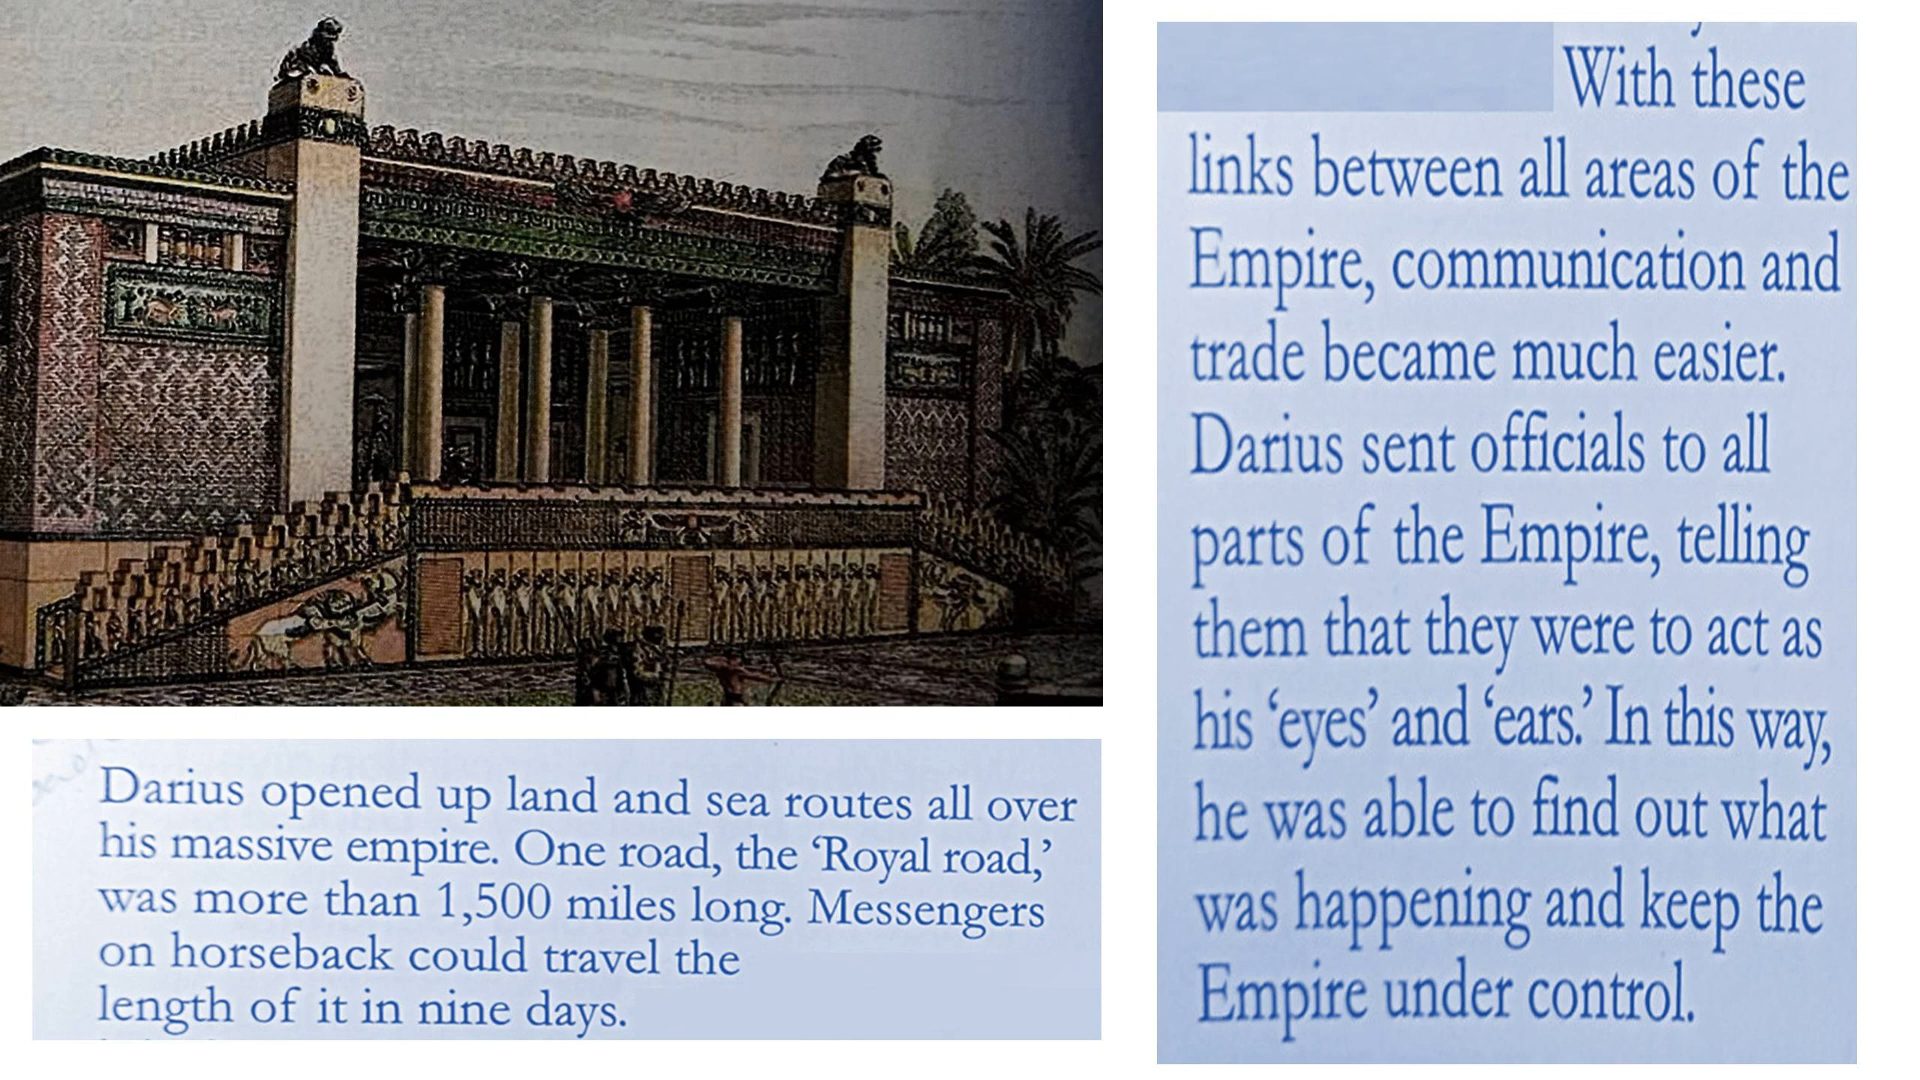 Darius opened up land and sea routes all over
his massive empire. One road, the ‘Royal road,’
was more than 1,500 miles long. Messengers
on horseback could travel the
length of it in nine days.
With these
links between all areas of the
Empire, communication and
trade became much easier.
Darius sent officials to all
parts of the Empire, telling
them that they were to act as
his ‘eyes’ and ‘ears.’ In this way,
he was able to find out what
was happening and keep the
Empire under control.